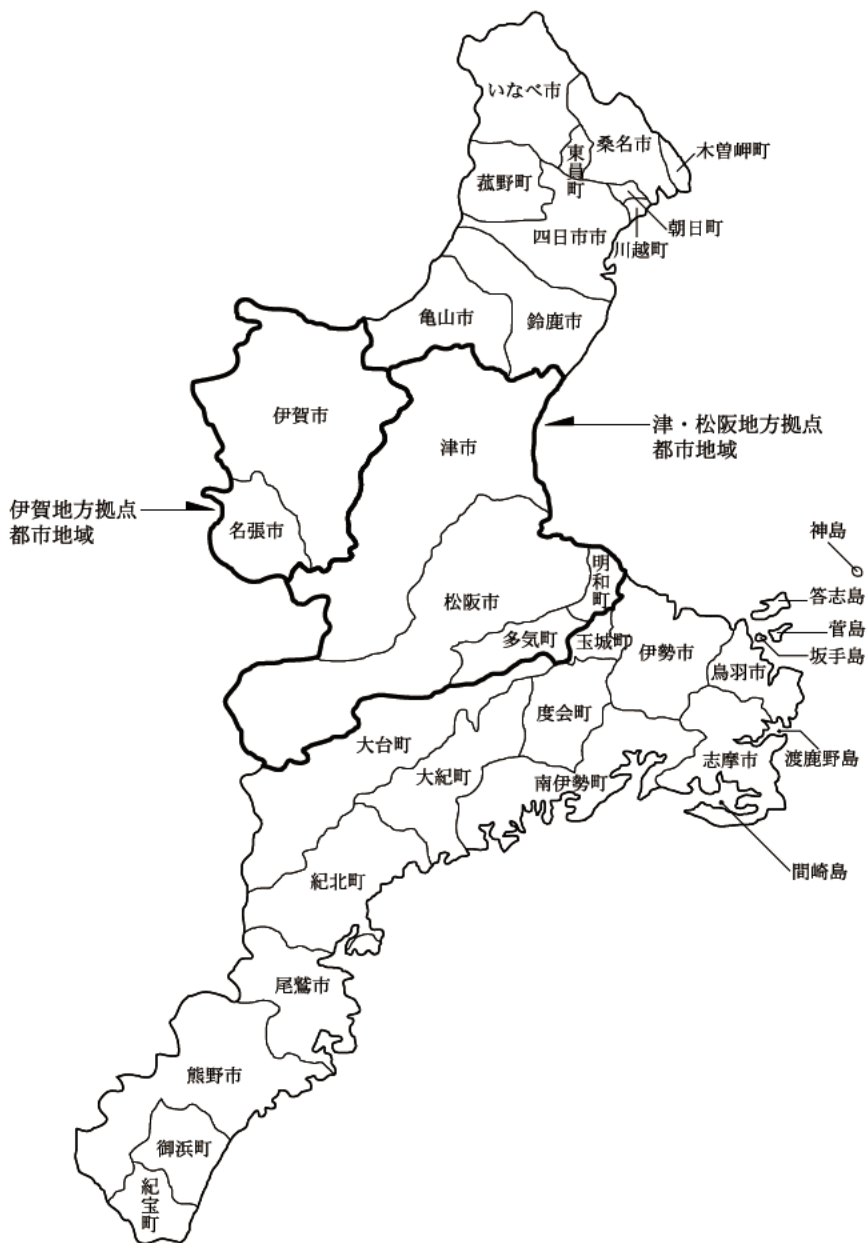 いなべ市
桑名市
木曽岬町
東員町
菰野町
朝日町
川越町
四日市市
亀山市
鈴鹿市
伊賀市
津・松阪地方拠点
都市地域
津市
伊賀地方拠点
都市地域
名張市
神島
明和町
答志島
松阪市
菅島
多気町
玉城町
伊勢市
坂手島
鳥羽市
度会町
大台町
渡鹿野島
志摩市
大紀町
南伊勢町
間崎島
紀北町
尾鷲市
熊野市
御浜町
紀宝町